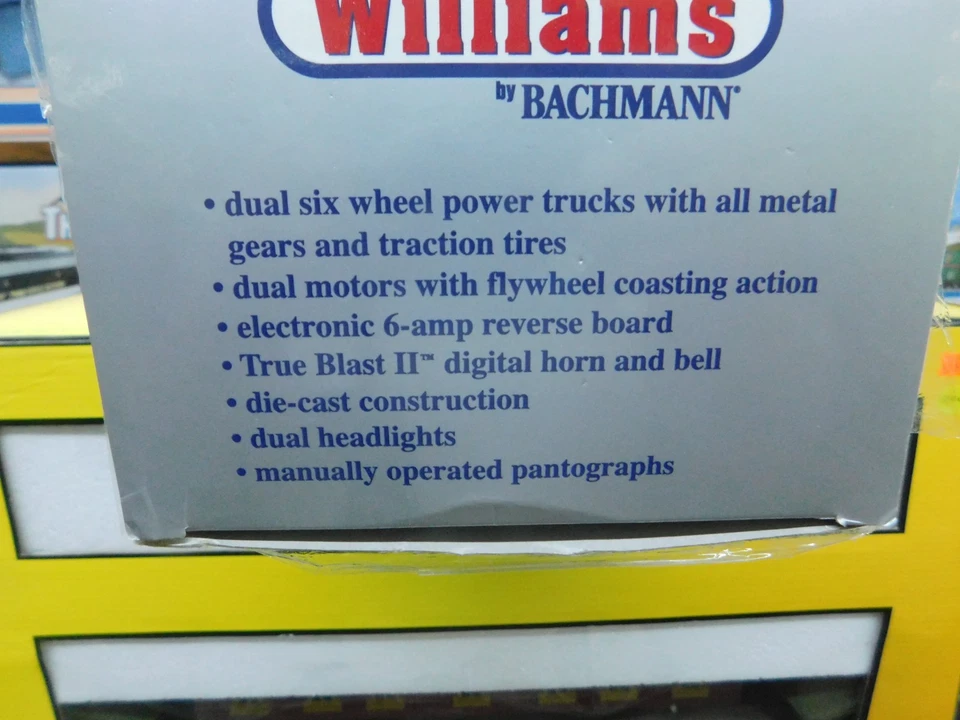 Williams
by BACHMANN
• dual six wheel power trucks with all metal
gears and traction tires
• dual motors with flywheel coasting action
• electronic 6-amp reverse board
• True Blast II™ digital horn and bell
• die-cast construction
• dual headlights
• manually operated pantographs